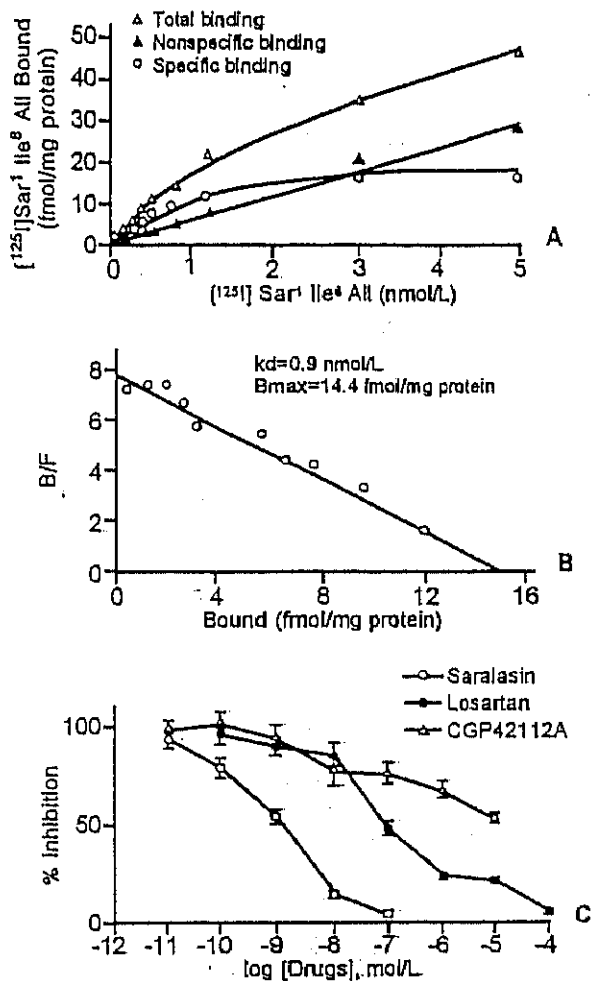 Total binding
Nonspecific binding
Specific binding
[¹²⁵I]Sar¹ Ile⁸ AII Bound
(fmol/mg protein)
50
40
30
20
10
0
0 1 2 3 4 5
A
[¹²⁵I] Sar¹ Ile⁸ AII (nmol/L)
kd=0.9 nmol/L
Bmax=14.4 fmol/mg protein
B/F
8
6
4
2
0
0 4 8 12 16
B
Bound (fmol/mg protein)
Saralasin
Losartan
CGP42112A
% Inhibition
100
50
0
-12 -11 -10 -9 -8 -7 -6 -5 -4
C
log [Drugs], mol/L